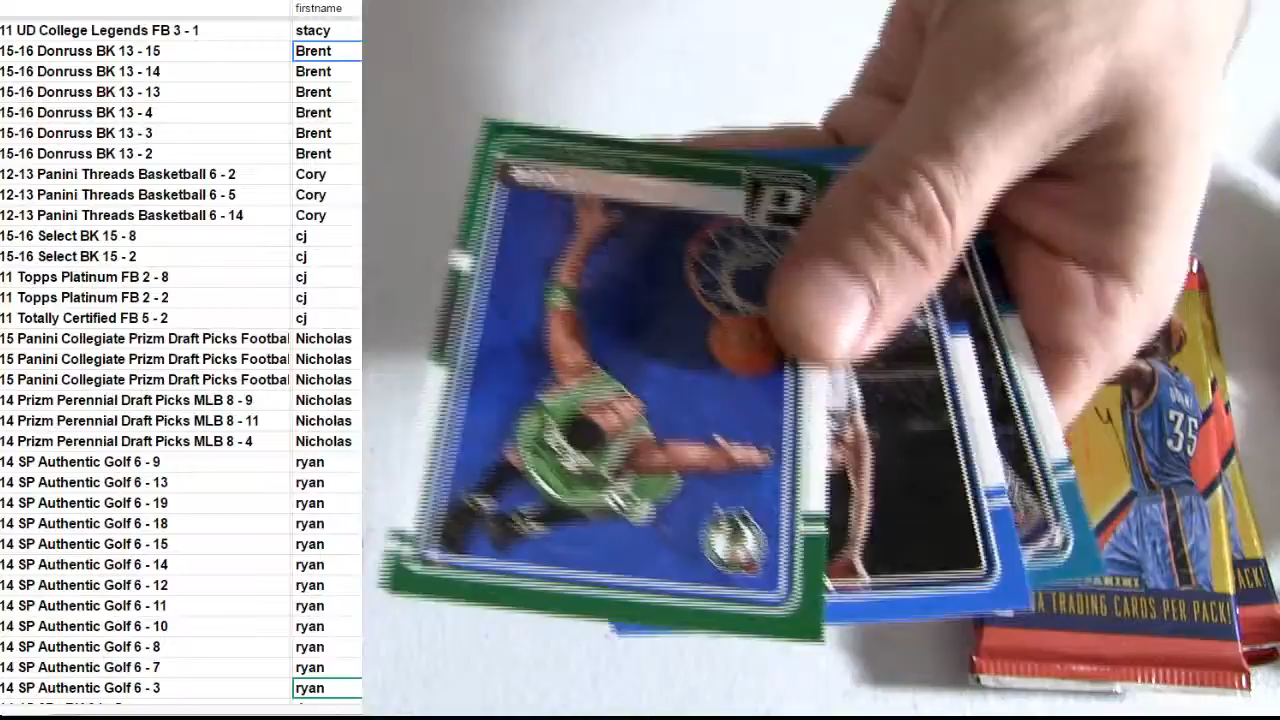 firstname
11 UD College Legends FB 3 - 1 stacy
15-16 Donruss BK 13 - 15 Brent
15-16 Donruss BK 13 - 14 Brent
15-16 Donruss BK 13 - 13 Brent
15-16 Donruss BK 13 - 4 Brent
15-16 Donruss BK 13 - 3 Brent
15-16 Donruss BK 13 - 2 Brent
12-13 Panini Threads Basketball 6 - 2 Cory
12-13 Panini Threads Basketball 6 - 5 Cory
12-13 Panini Threads Basketball 6 - 14 Cory
15-16 Select BK 15 - 8 cj
15-16 Select BK 15 - 2 cj
11 Topps Platinum FB 2 - 8 cj
11 Topps Platinum FB 2 - 2 cj
11 Totally Certified FB 5 - 2 cj
15 Panini Collegiate Prizm Draft Picks Footba Nicholas
15 Panini Collegiate Prizm Draft Picks Footba Nicholas
15 Panini Collegiate Prizm Draft Picks Footba Nicholas
14 Prizm Perennial Draft Picks MLB 8 - 9 Nicholas
14 Prizm Perennial Draft Picks MLB 8 - 11 Nicholas
14 Prizm Perennial Draft Picks MLB 8 - 4 Nicholas
14 SP Authentic Golf 6 - 9 ryan
14 SP Authentic Golf 6 - 13 ryan
14 SP Authentic Golf 6 - 19 ryan
14 SP Authentic Golf 6 - 18 ryan
14 SP Authentic Golf 6 - 15 ryan
14 SP Authentic Golf 6 - 14 ryan
14 SP Authentic Golf 6 - 12 ryan
14 SP Authentic Golf 6 - 11 ryan
14 SP Authentic Golf 6 - 10 ryan
14 SP Authentic Golf 6 - 8 ryan
14 SP Authentic Golf 6 - 7 ryan
14 SP Authentic Golf 6 - 3 ryan
P
35
PANINI
TRADING CARDS PER PACK!
ACK!